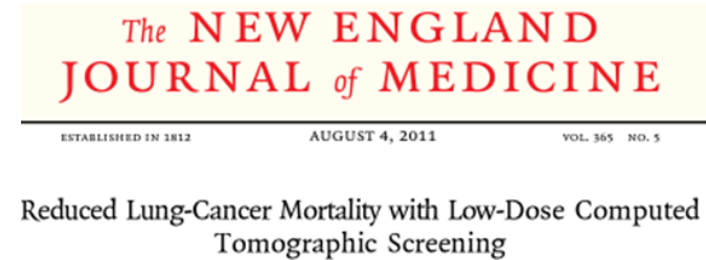 The NEW ENGLAND
JOURNAL of MEDICINE
ESTABLISHED IN 1812 AUGUST 4, 2011 VOL. 365 NO. 5
Reduced Lung-Cancer Mortality with Low-Dose Computed
Tomographic Screening